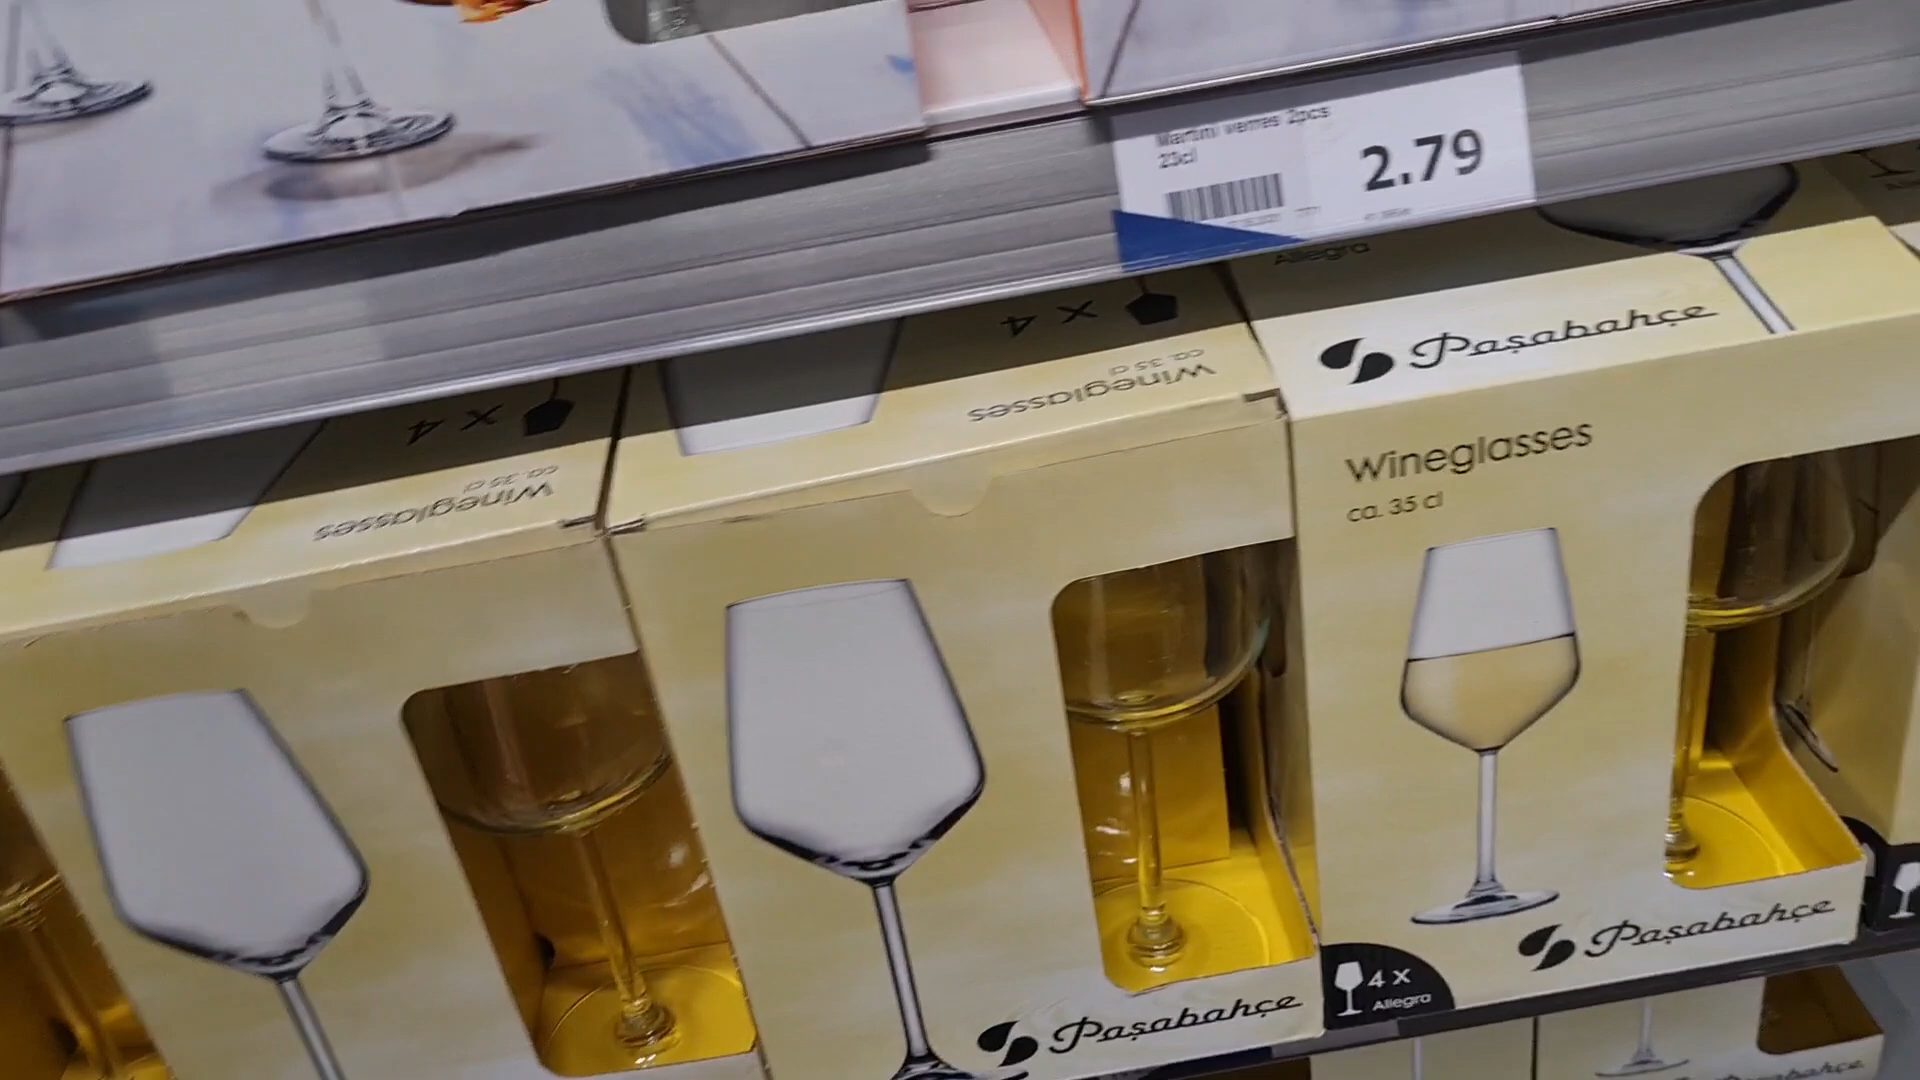 Martini verres 2pcs
23cl
2.79
Allegra
Paşabahçe
x 4
Wineglasses
ca. 35 cl
x 4
Wineglasses
ca. 35 cl
Wineglasses
ca. 35 cl
4 x
Allegra
Paşabahçe
Paşabahçe
Paşabahçe